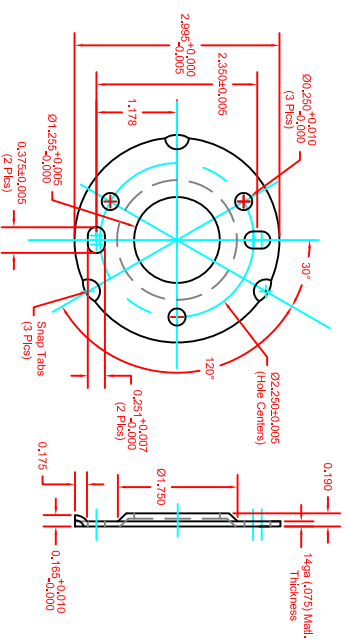 2.995+0.000
-0.005
2.350±0.005
Ø0.250+0.010
-0.000
(3 Plcs)
1.178
Ø1.255+0.005
-0.000
0.375±0.005
(2 Plcs)
30°
Snap Tabs
(3 Plcs)
120°
Ø2.250±0.005
(Hole Centers)
0.251+0.007
-0.000
(2 Plcs)
0.190
Ø1.750
14ga (.075) Matl.
Thickness
0.175
0.165+0.010
-0.000